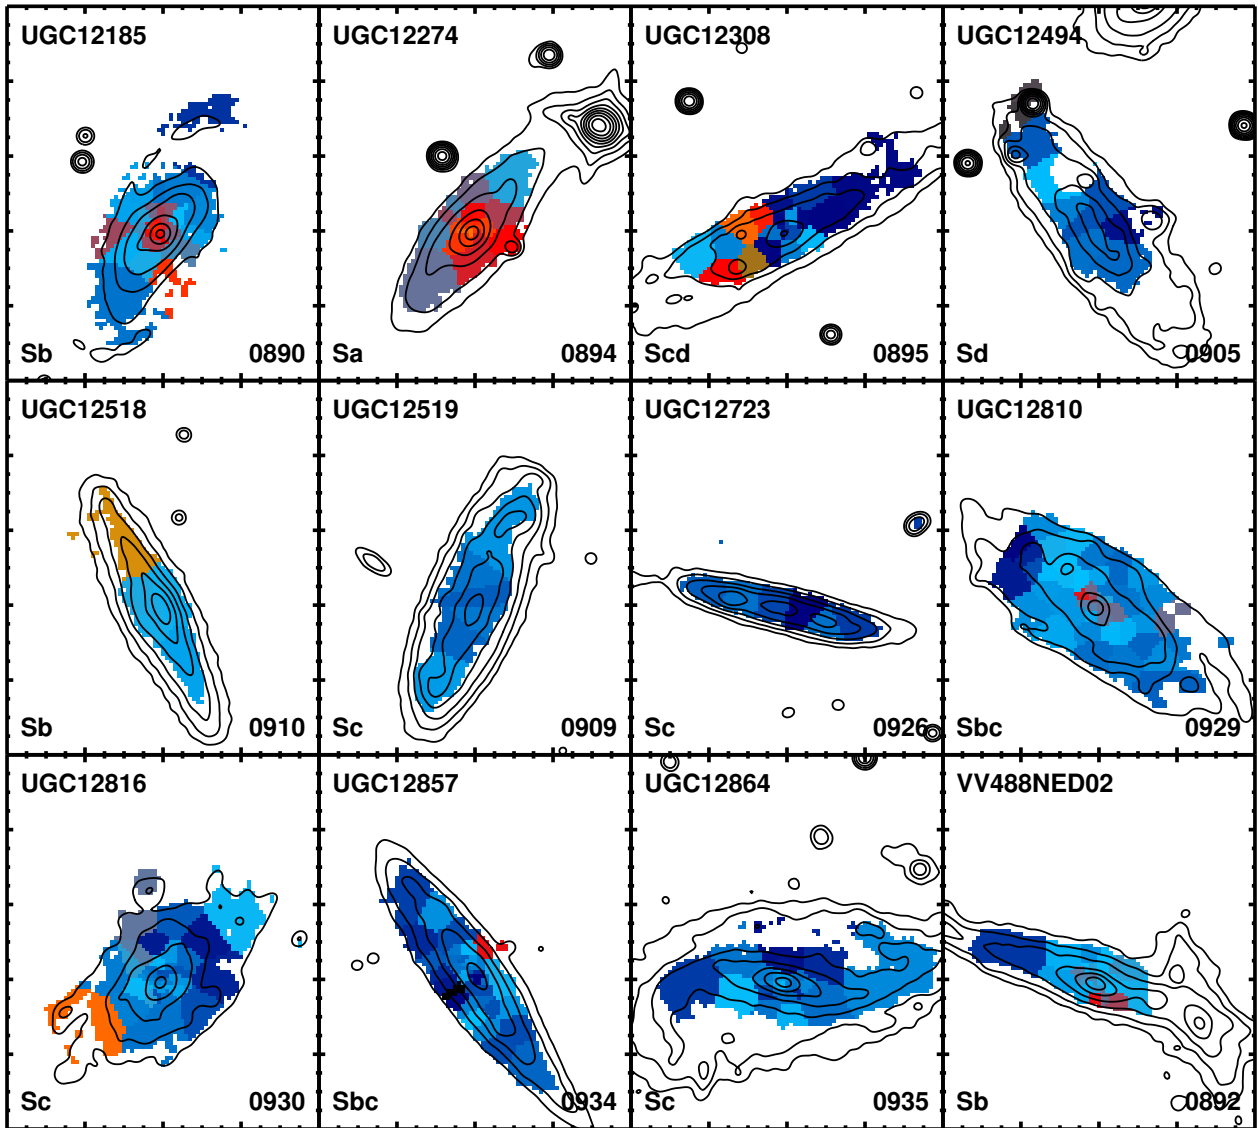 UGC12185 UGC12274 UGC12308 UGC12494
Sb 0890 Sa 0894 Scd 0895 Sd 0905
UGC12518 UGC12519 UGC12723 UGC12810
Sb 0910 Sc 0909 Sc 0926 Sbc 0929
UGC12816 UGC12857 UGC12864 VV488NED02
Sc 0930 Sbc 0934 Sc 0935 Sb 0892